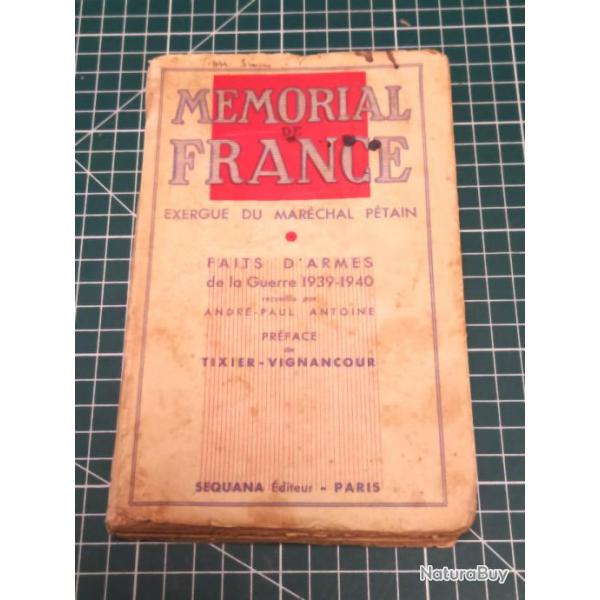 MEMORIAL
DE
FRANCE
EXERGUE DU MARÉCHAL PÉTAIN
FAITS D'ARMES
de la Guerre 1939-1940
recueillis par
ANDRÉ-PAUL ANTOINE
PRÉFACE
de
TIXIER-VIGNANCOUR
SEQUANA Éditeur - PARIS
NaturaBuy